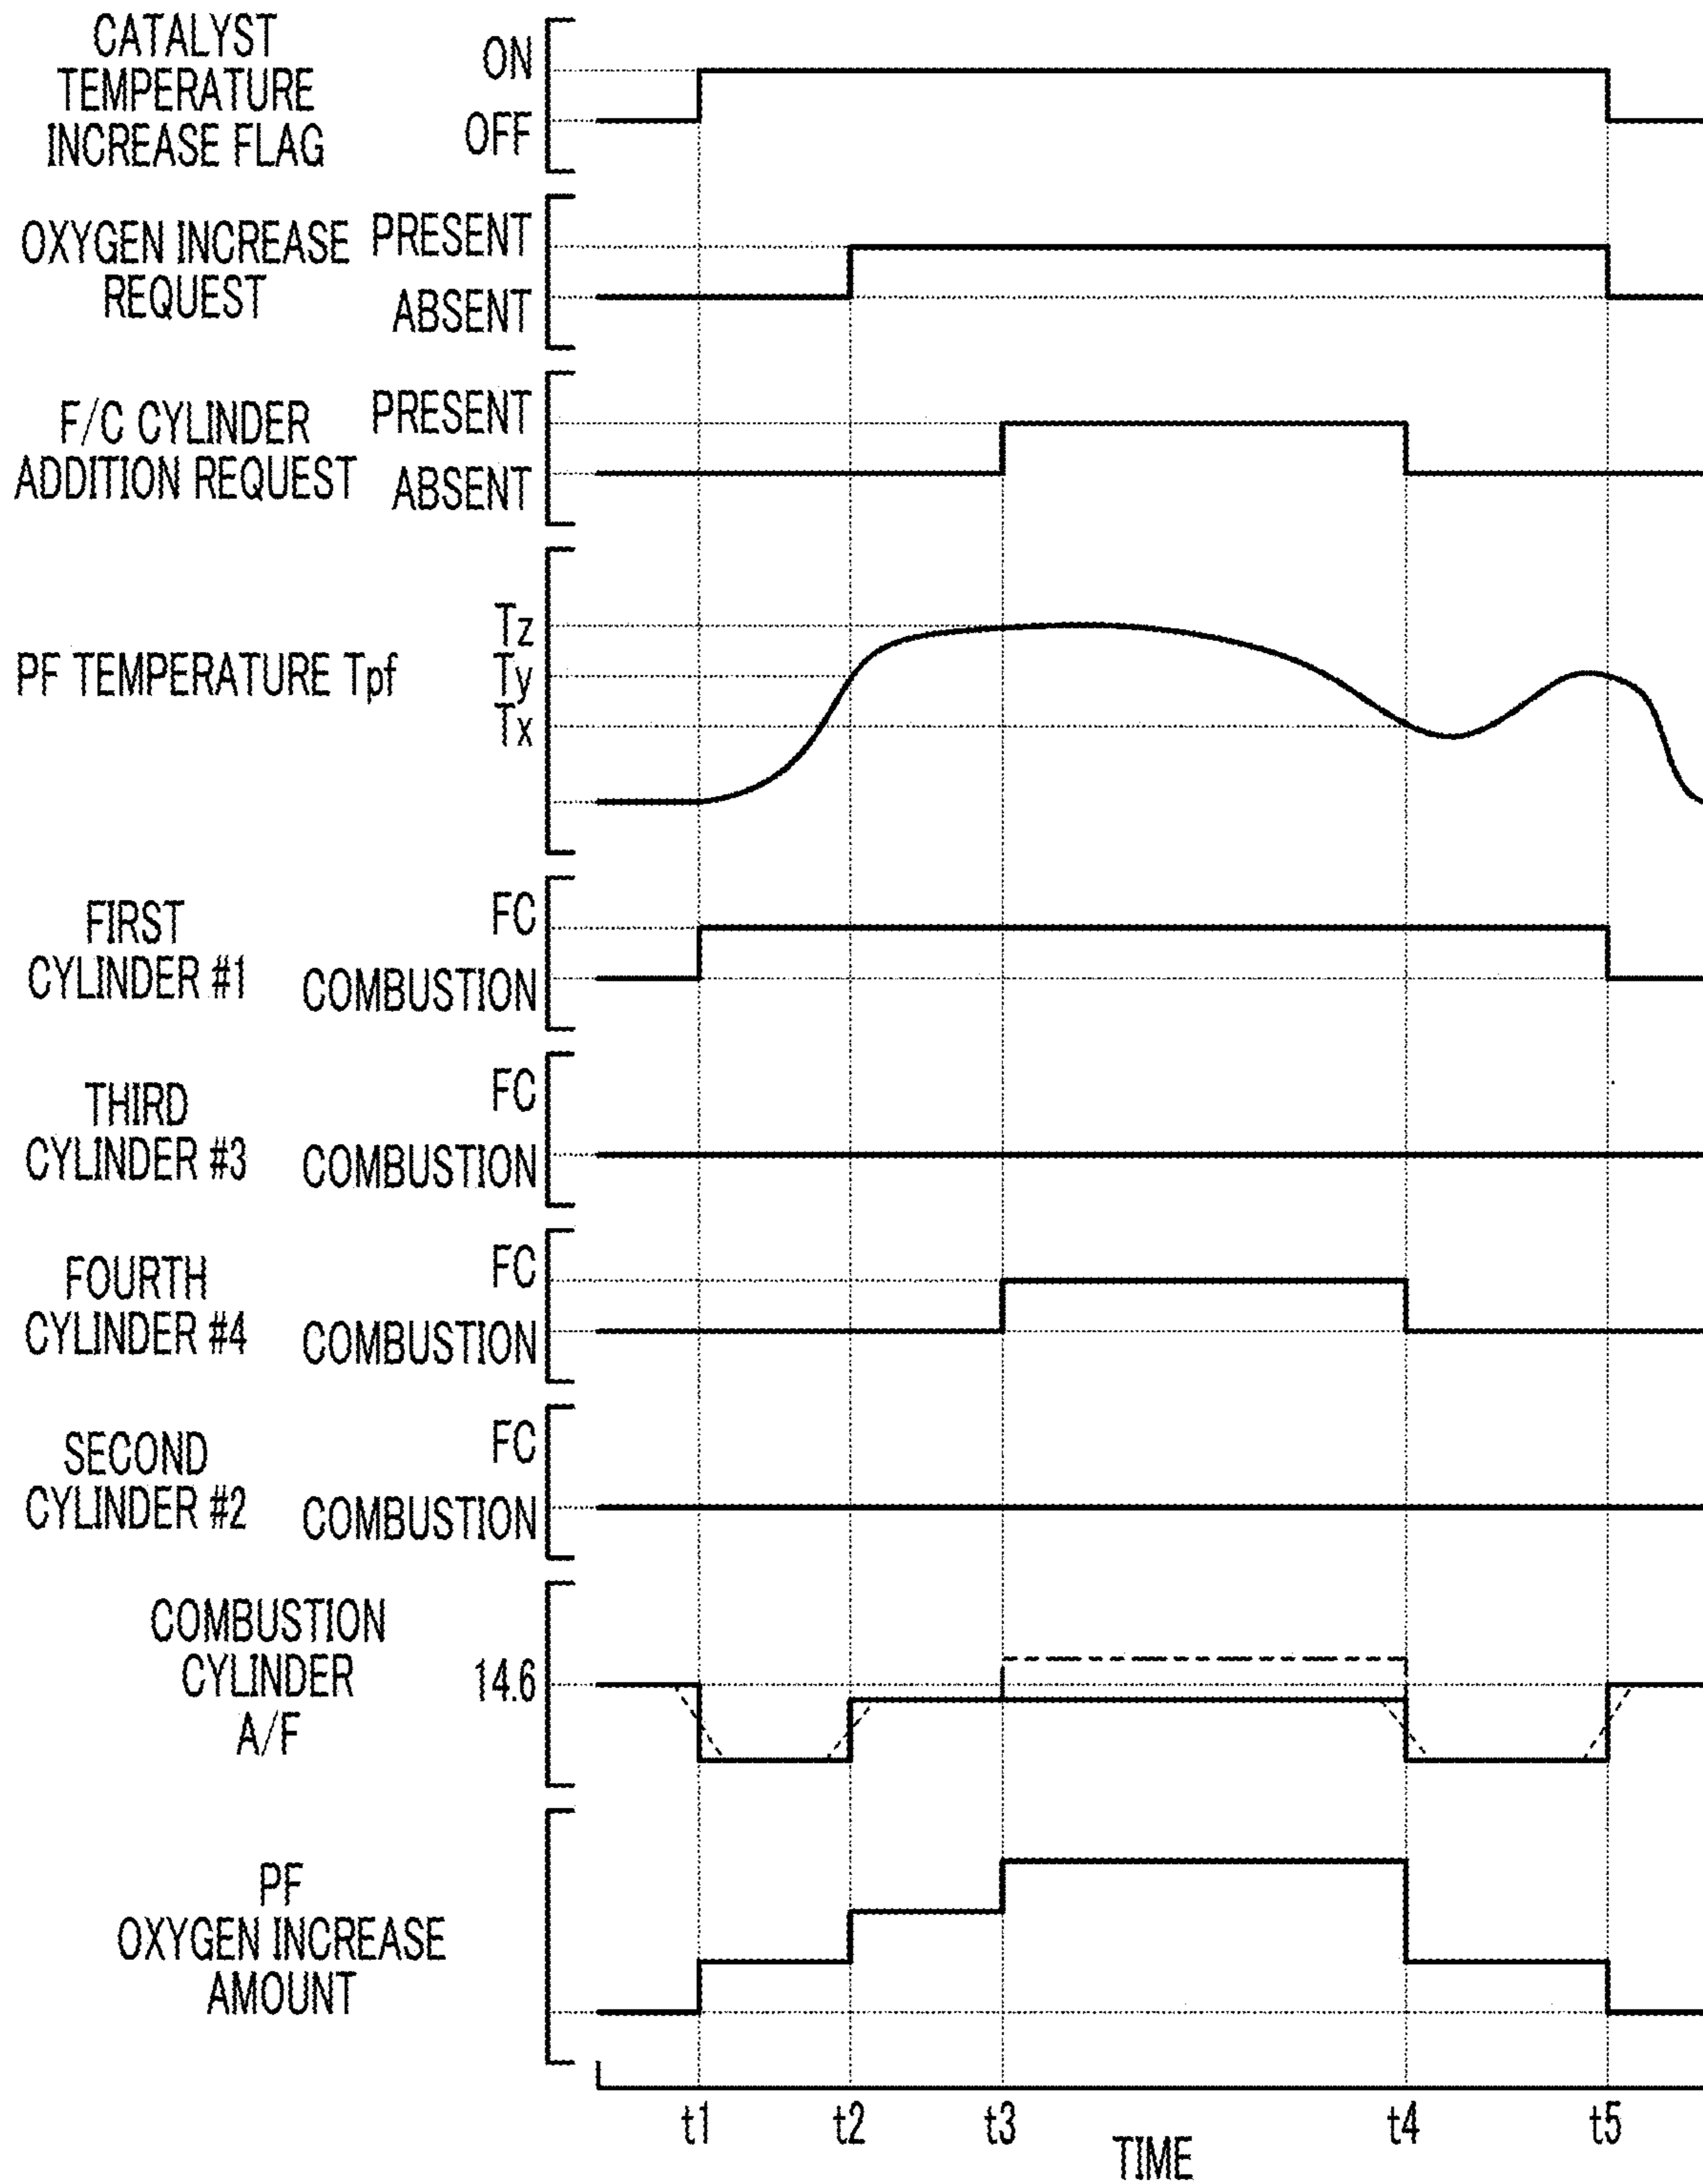 CATALYST
TEMPERATURE
INCREASE FLAG
ON
OFF
OXYGEN INCREASE
REQUEST
PRESENT
ABSENT
F/C CYLINDER
ADDITION REQUEST
PRESENT
ABSENT
PF TEMPERATURE Tpf
Tz
Ty
Tx
FIRST
CYLINDER #1
FC
COMBUSTION
THIRD
CYLINDER #3
FC
COMBUSTION
FOURTH
CYLINDER #4
FC
COMBUSTION
SECOND
CYLINDER #2
FC
COMBUSTION
COMBUSTION
CYLINDER
A/F
14.6
PF
OXYGEN INCREASE
AMOUNT
t1 t2 t3 t4 t5
TIME